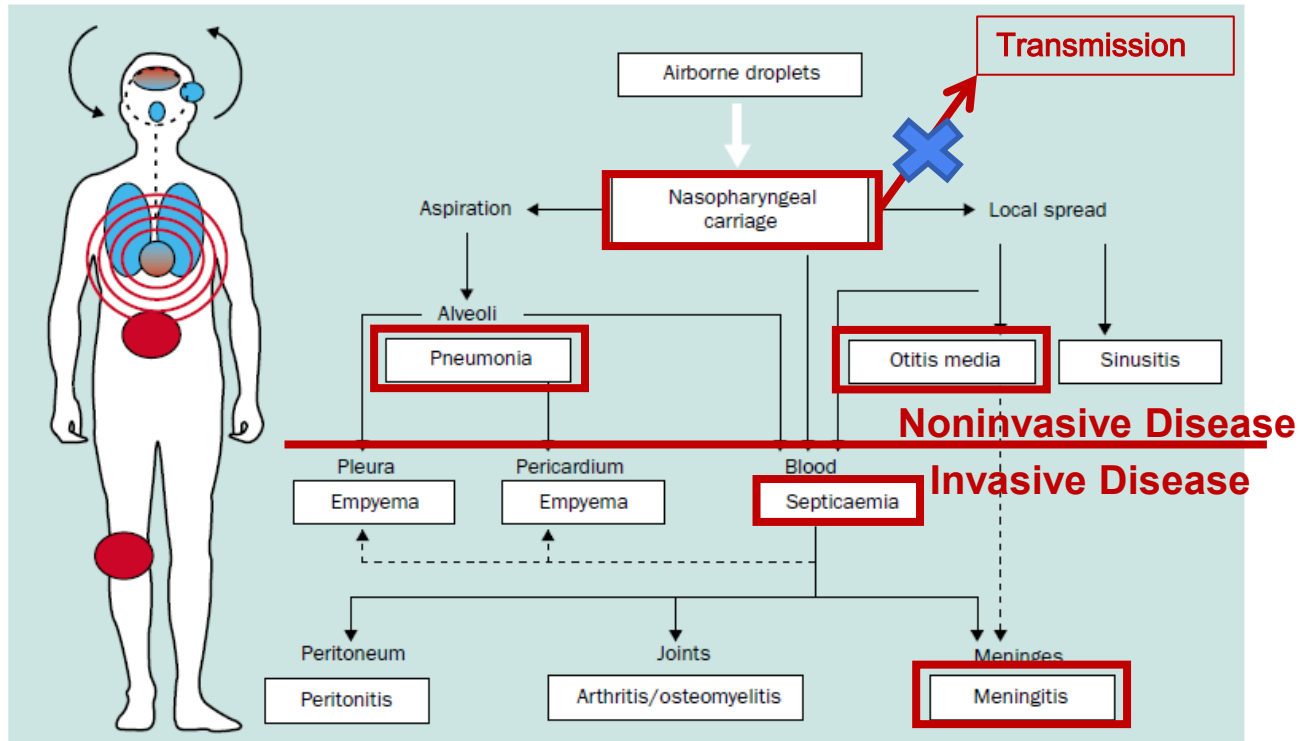 Transmission
Airborne droplets
Nasopharyngeal
carriage
Aspiration
Local spread
Alveoli
Pneumonia
Otitis media
Sinusitis
Noninvasive Disease
Pleura
Pericardium
Blood
Invasive Disease
Empyema
Empyema
Septicaemia
Peritoneum
Joints
Meninges
Peritonitis
Arthritis/osteomyelitis
Meningitis